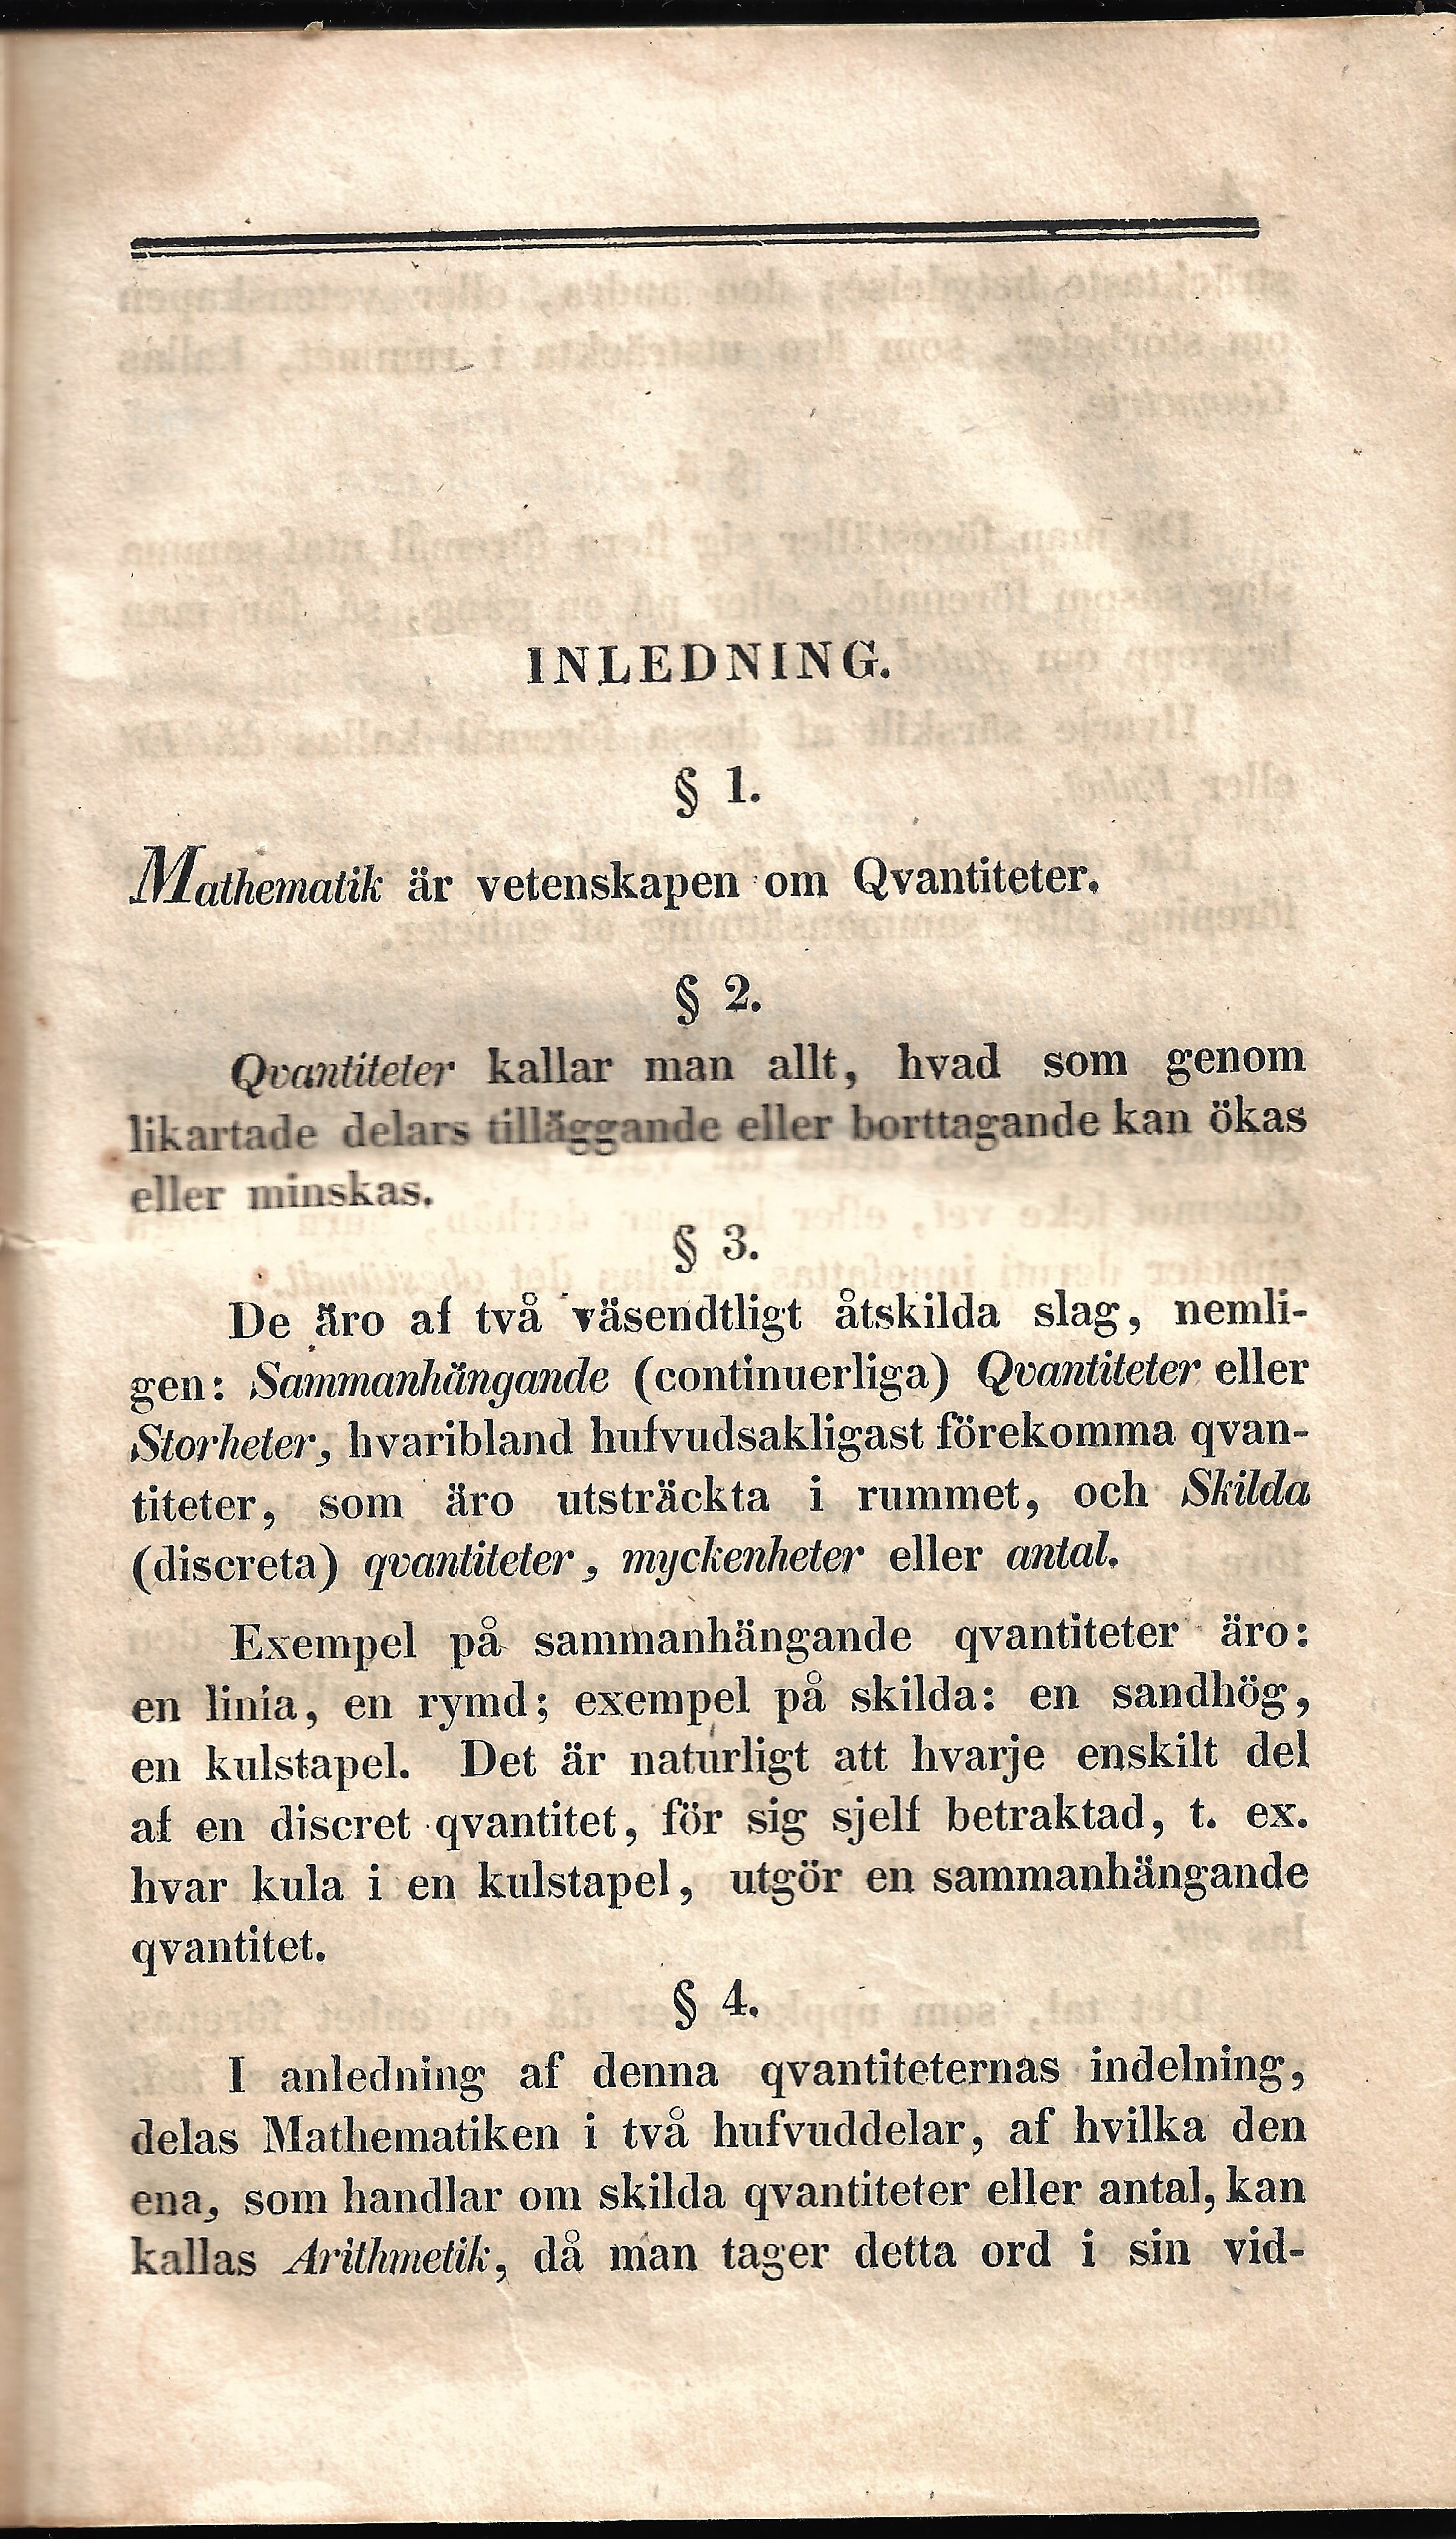 INLEDNING.
§ 1.
Mathematik är vetenskapen om Qvantiteter.
§ 2.
Qvantiteter kallar man allt, hvad som genom
likartade delars tilläggande eller borttagande kan ökas
eller minskas.
§ 3.
De äro af två väsendtligt åtskilda slag, nemli-
gen: Sammanhängande (continuerliga) Qvantiteter eller
Storheter, hvaribland hufvudsakligast förekomma qvan-
titeter, som äro utsträckta i rummet, och Skilda
(discreta) qvantiteter, myckenheter eller antal.
Exempel på sammanhängande qvantiteter äro:
en linia, en rymd; exempel på skilda: en sandhög,
en kulstapel. Det är naturligt att hvarje enskilt del
af en discret qvantitet, för sig sjelf betraktad, t. ex.
hvar kula i en kulstapel, utgör en sammanhängande
qvantitet.
§ 4.
I anledning af denna qvantiteternas indelning,
delas Mathematiken i två hufvuddelar, af hvilka den
ena, som handlar om skilda qvantiteter eller antal, kan
kallas Arithmetik, då man tager detta ord i sin vid-